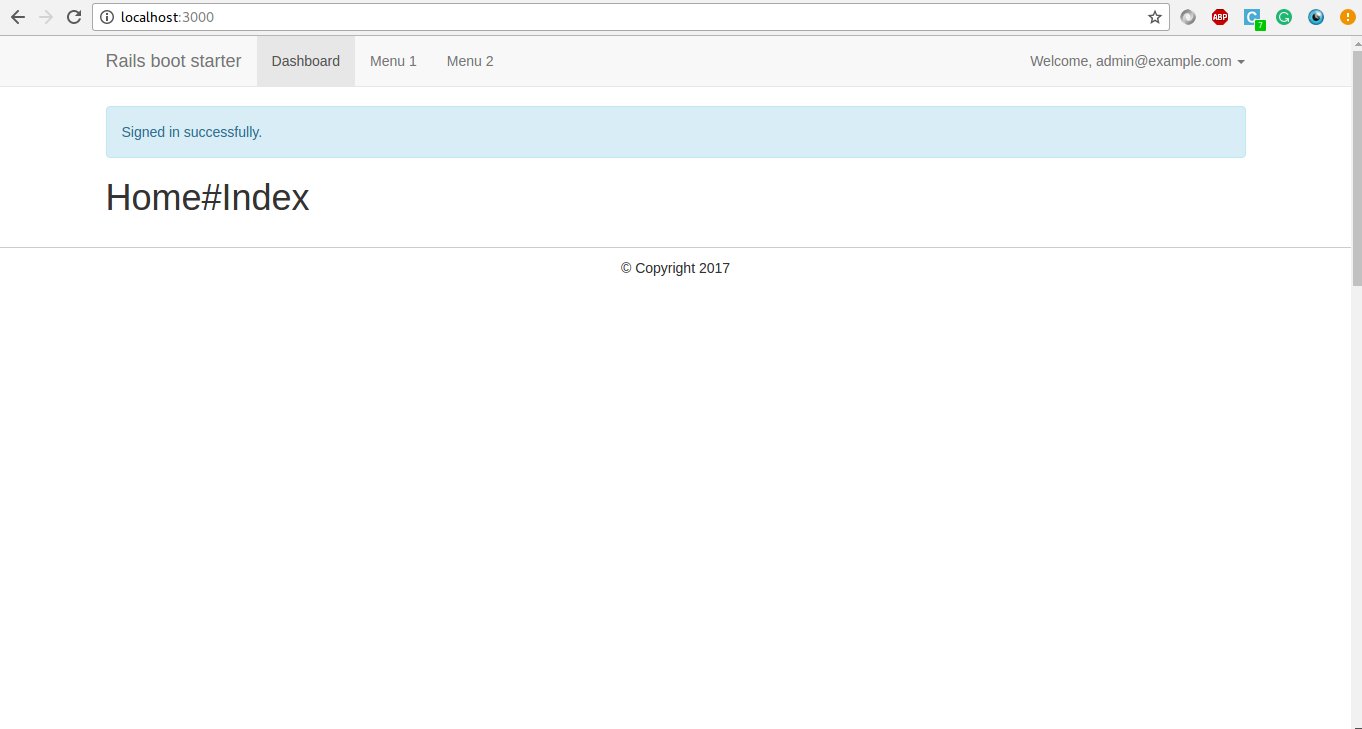 localhost:3000
ABP
C
7
G
Rails boot starter Dashboard Menu 1 Menu 2 Welcome, admin@example.com
Signed in successfully.
Home#Index
© Copyright 2017